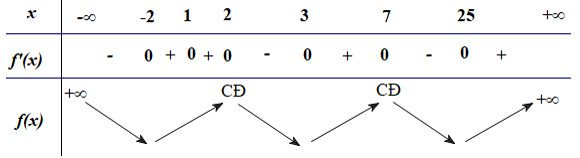 x -∞ -2 1 2 3 7 25 +∞
f'(x) - 0 + 0 + 0 - 0 + 0 - 0 +
+∞ CĐ CĐ +∞
f(x)